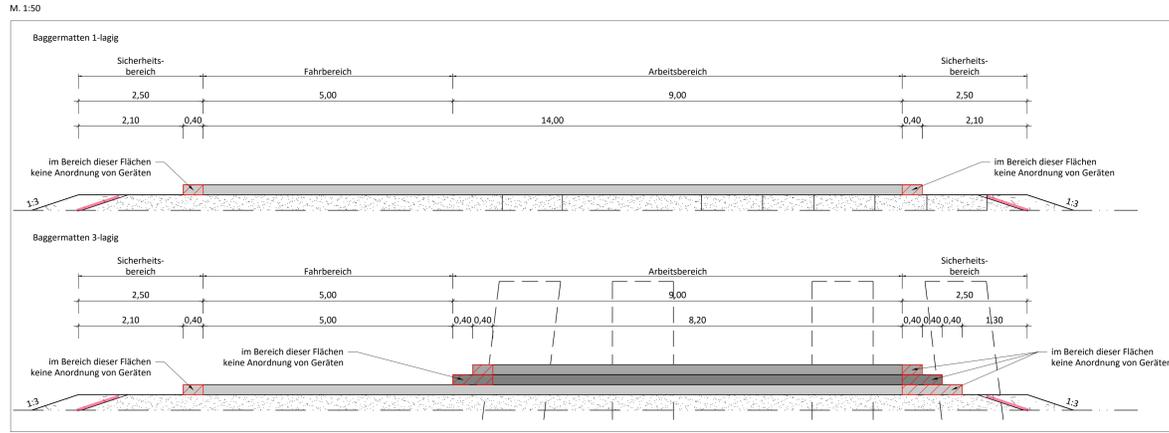 M. 1:50
Baggermatten 1-lagig
Sicherheits-
bereich
Fahrbereich
Arbeitsbereich
Sicherheits-
bereich
2,50
5,00
9,00
2,50
2,10
0,40
14,00
0,40
2,10
im Bereich dieser Flächen
keine Anordnung von Geräten
im Bereich dieser Flächen
keine Anordnung von Geräten
1:3
1:3
Baggermatten 3-lagig
Sicherheits-
bereich
Fahrbereich
Arbeitsbereich
Sicherheits-
bereich
2,50
5,00
9,00
2,50
2,10
0,40
5,00
0,40
0,40
8,20
0,40
0,40
0,40
1,30
im Bereich dieser Flächen
keine Anordnung von Geräten
im Bereich dieser Flächen
keine Anordnung von Geräten
im Bereich dieser Flächen
keine Anordnung von Geräten
1:3
1:3